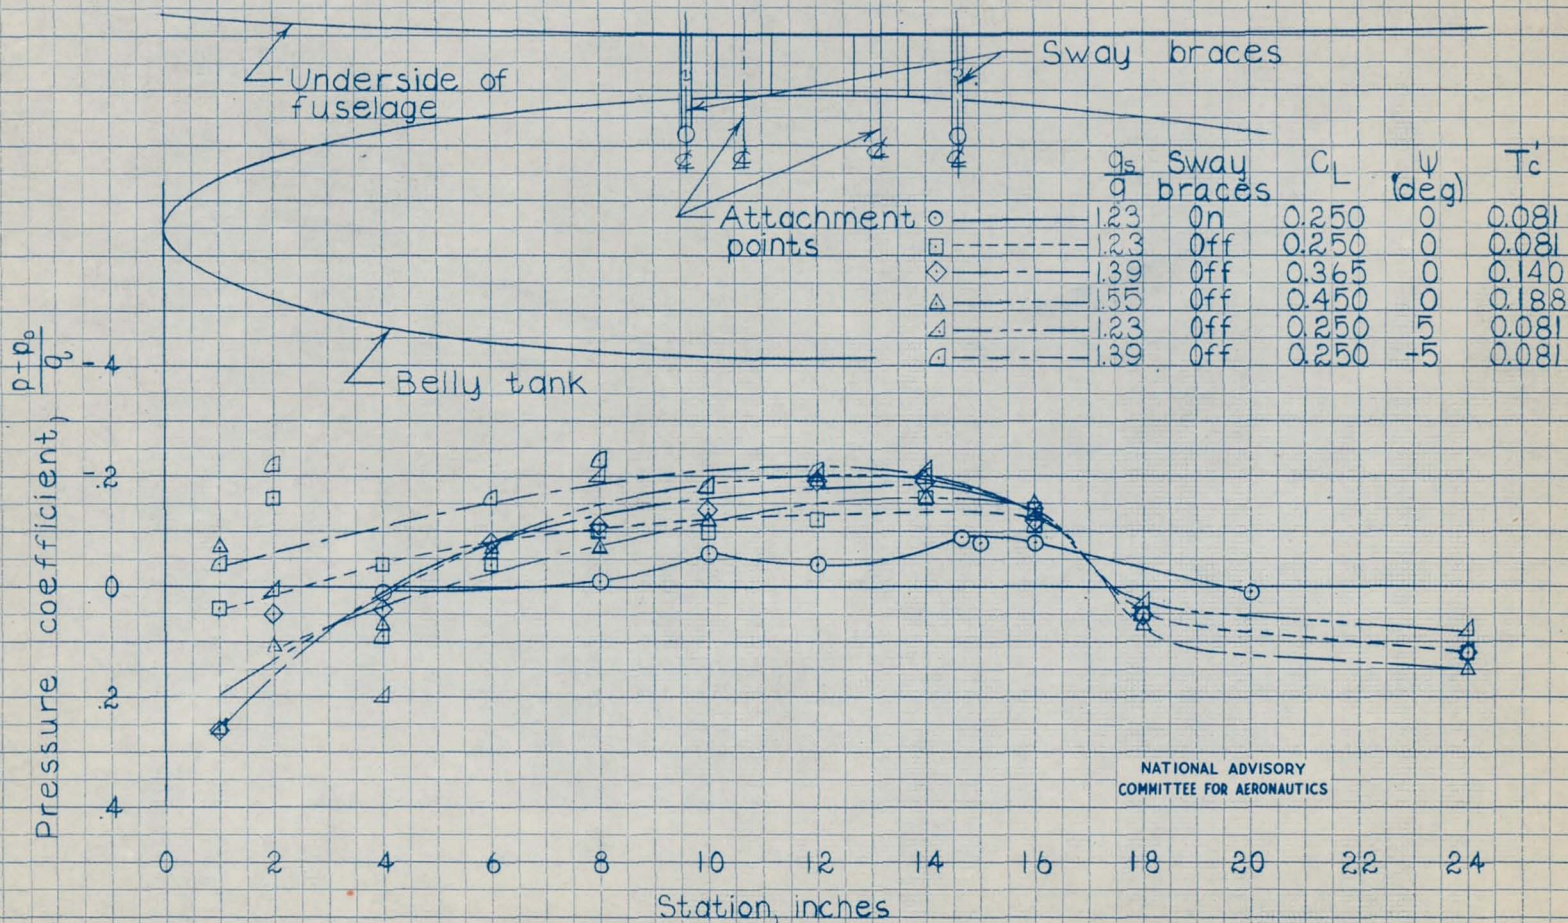 Underside of
fuselage
Sway braces
Attachment
points
Belly tank
qs/q Sway braces CL ψ (deg) Tc'
1.23 On 0.250 0 0.081
1.23 Off 0.250 0 0.081
1.39 Off 0.365 0 0.140
1.55 Off 0.450 0 0.188
1.23 Off 0.250 5 0.081
1.39 Off 0.250 -5 0.081
Pressure coefficient, p-p₀/q₀
-.4
-.2
0
.2
.4
0 2 4 6 8 10 12 14 16 18 20 22 24
Station, inches
NATIONAL ADVISORY
COMMITTEE FOR AERONAUTICS